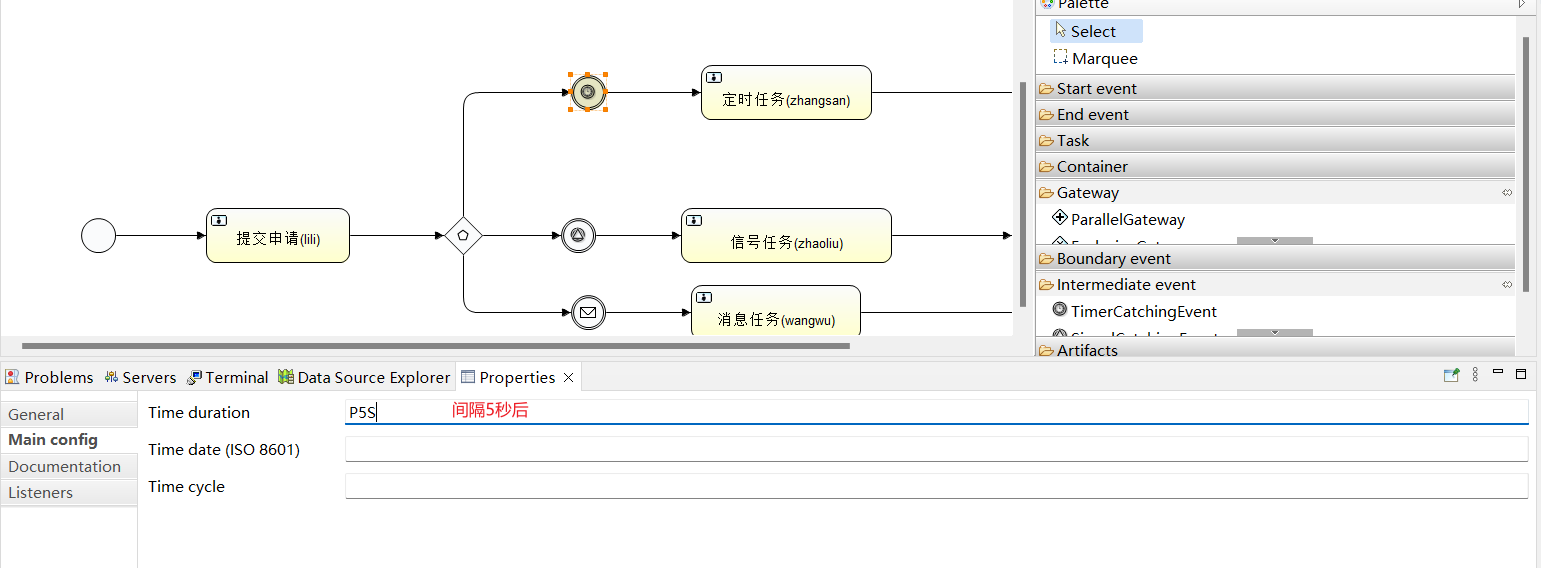 Palette
Select
Marquee
Start event
End event
Task
Container
Gateway
ParallelGateway
Boundary event
Intermediate event
TimerCatchingEvent
Artifacts
定时任务(zhangsan)
提交申请(lili)
信号任务(zhaoliu)
消息任务(wangwu)
Problems Servers Terminal Data Source Explorer Properties
General
Main config
Documentation
Listeners
Time duration P5S 间隔5秒后
Time date (ISO 8601)
Time cycle